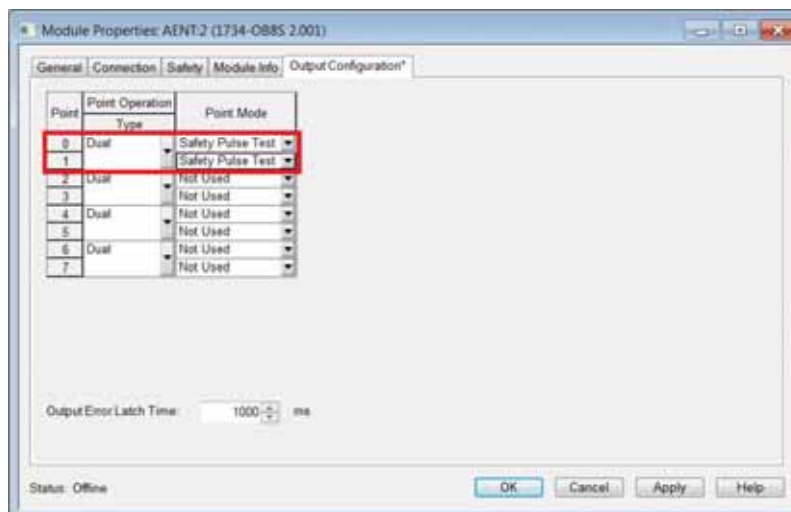 Module Properties: AENT:2 (1734-OB8S 2.001)
General Connection Safety Module Info Output Configuration*
Point Point Operation Point Mode
Type
0 Dual Safety Pulse Test
1 Safety Pulse Test
2 Dual Not Used
3 Not Used
4 Dual Not Used
5 Not Used
6 Dual Not Used
7 Not Used
Output Error Latch Time: 1000 ms
Status: Offline OK Cancel Apply Help